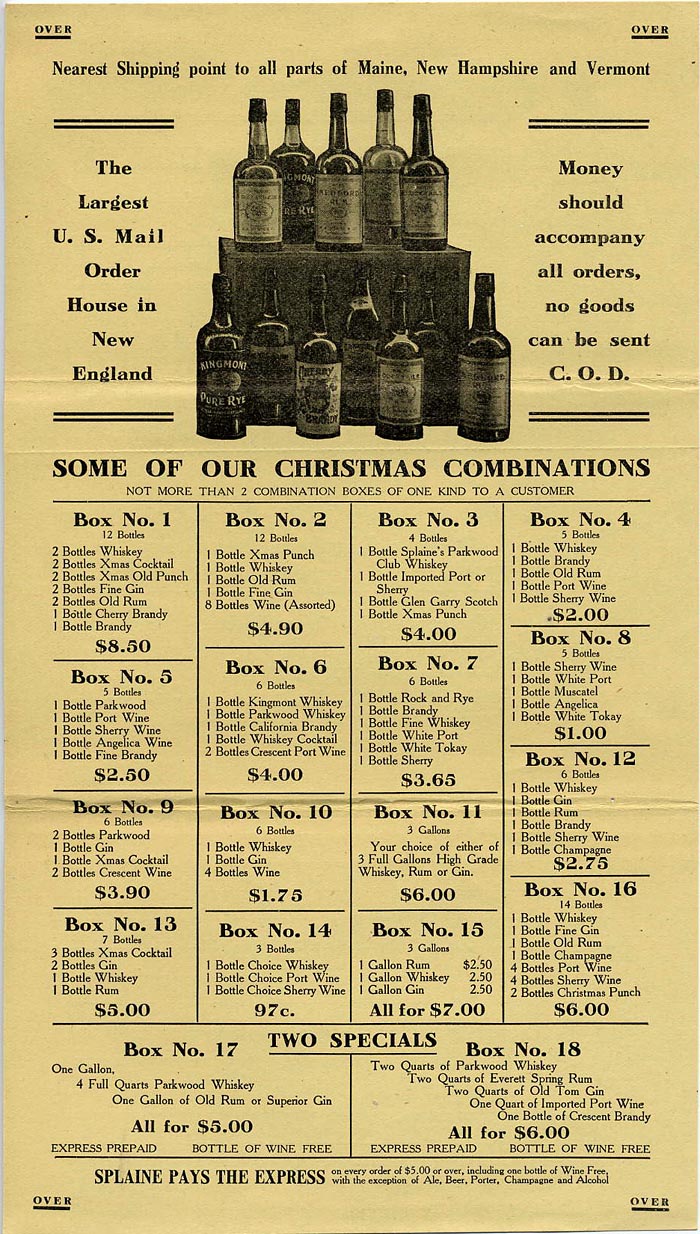 OVER
OVER
Nearest Shipping point to all parts of Maine, New Hampshire and Vermont
The
Largest
U. S. Mail
Order
House in
New
England
KINGMONT
PURE RYE
CHERRY
BRANDY
Money
should
accompany
all orders,
no goods
can be sent
C. O. D.
SOME OF OUR CHRISTMAS COMBINATIONS
NOT MORE THAN 2 COMBINATION BOXES OF ONE KIND TO A CUSTOMER
Box No. 1
12 Bottles
2 Bottles Whiskey
2 Bottles Xmas Cocktail
2 Bottles Xmas Old Punch
2 Bottles Fine Gin
2 Bottles Old Rum
1 Bottle Cherry Brandy
1 Bottle Brandy
$8.50
Box No. 2
12 Bottles
1 Bottle Xmas Punch
1 Bottle Whiskey
1 Bottle Old Rum
1 Bottle Fine Gin
8 Bottles Wine (Assorted)
$4.90
Box No. 3
4 Bottles
1 Bottle Splaine's Parkwood
Club Whiskey
1 Bottle Imported Port or
Sherry
1 Bottle Glen Garry Scotch
1 Bottle Xmas Punch
$4.00
Box No. 4
5 Bottles
1 Bottle Whiskey
1 Bottle Brandy
1 Bottle Old Rum
1 Bottle Port Wine
1 Bottle Sherry Wine
$2.00
Box No. 5
5 Bottles
1 Bottle Parkwood
1 Bottle Port Wine
1 Bottle Sherry Wine
1 Bottle Angelica Wine
1 Bottle Fine Brandy
$2.50
Box No. 6
6 Bottles
1 Bottle Kingmont Whiskey
1 Bottle Parkwood Whiskey
1 Bottle California Brandy
1 Bottle Whiskey Cocktail
2 Bottles Crescent Port Wine
$4.00
Box No. 7
6 Bottles
1 Bottle Rock and Rye
1 Bottle Brandy
1 Bottle Fine Whiskey
1 Bottle White Port
1 Bottle White Tokay
1 Bottle Sherry
$3.65
Box No. 8
5 Bottles
1 Bottle Sherry Wine
1 Bottle White Port
1 Bottle Muscatel
1 Bottle Angelica
1 Bottle White Tokay
$1.00
Box No. 9
6 Bottles
2 Bottles Parkwood
1 Bottle Gin
1 Bottle Xmas Cocktail
2 Bottles Crescent Wine
$3.90
Box No. 10
6 Bottles
1 Bottle Whiskey
1 Bottle Gin
4 Bottles Wine
$1.75
Box No. 11
3 Gallons
Your choice of either of
3 Full Gallons High Grade
Whiskey, Rum or Gin.
$6.00
Box No. 12
6 Bottles
1 Bottle Whiskey
1 Bottle Gin
1 Bottle Rum
1 Bottle Brandy
1 Bottle Sherry Wine
1 Bottle Champagne
$2.75
Box No. 13
7 Bottles
3 Bottles Xmas Cocktail
2 Bottles Gin
1 Bottle Whiskey
1 Bottle Rum
$5.00
Box No. 14
3 Bottles
1 Bottle Choice Whiskey
1 Bottle Choice Port Wine
1 Bottle Choice Sherry Wine
97c.
Box No. 15
3 Gallons
1 Gallon Rum $2.50
1 Gallon Whiskey 2.50
1 Gallon Gin 2.50
All for $7.00
Box No. 16
14 Bottles
1 Bottle Whiskey
1 Bottle Fine Gin
1 Bottle Old Rum
1 Bottle Champagne
4 Bottles Port Wine
4 Bottles Sherry Wine
2 Bottles Christmas Punch
$6.00
TWO SPECIALS
Box No. 17
One Gallon,
4 Full Quarts Parkwood Whiskey
One Gallon of Old Rum or Superior Gin
All for $5.00
EXPRESS PREPAID BOTTLE OF WINE FREE
Box No. 18
Two Quarts of Parkwood Whiskey
Two Quarts of Everett Spring Rum
Two Quarts of Old Tom Gin
One Quart of Imported Port Wine
One Bottle of Crescent Brandy
All for $6.00
EXPRESS PREPAID BOTTLE OF WINE FREE
SPLAINE PAYS THE EXPRESS on every order of $5.00 or over, including one bottle of Wine Free,
with the exception of Ale, Beer, Porter, Champagne and Alcohol
OVER
OVER